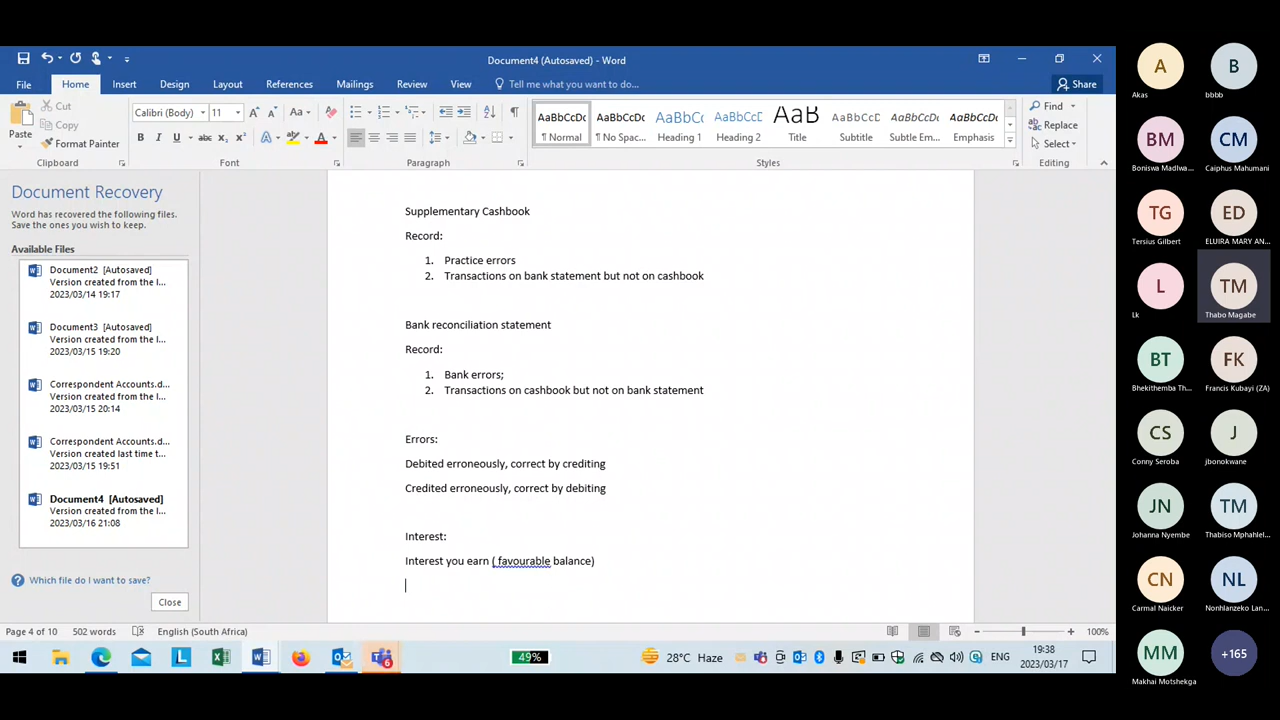 Document4 (Autosaved) - Word
File Home Insert Design Layout References Mailings Review View Tell me what you want to do... Share
Paste
Cut
Copy
Format Painter
Clipboard
Calibri (Body) 11
Font
Paragraph
AaBbCcDc AaBbCcDc AaBbCc AaBbCcD AaB AaBbCcD AaBbCcDc AaBbCcDc
¶ Normal ¶ No Spac... Heading 1 Heading 2 Title Subtitle Subtle Em... Emphasis
Styles
Find
Replace
Select
Editing
Document Recovery
Word has recovered the following files.
Save the ones you wish to keep.
Available Files
Document2 [Autosaved]
Version created from the l...
2023/03/14 19:17
Document3 [Autosaved]
Version created from the l...
2023/03/15 19:20
Correspondent Accounts.d...
Version created from the l...
2023/03/15 20:14
Correspondent Accounts.d...
Version created last time t...
2023/03/15 19:51
Document4 [Autosaved]
Version created from the l...
2023/03/16 21:08
Which file do I want to save?
Close
Supplementary Cashbook
Record:
1. Practice errors
2. Transactions on bank statement but not on cashbook
Bank reconciliation statement
Record:
1. Bank errors;
2. Transactions on cashbook but not on bank statement
Errors:
Debited erroneously, correct by crediting
Credited erroneously, correct by debiting
Interest:
Interest you earn ( favourable balance)
Page 4 of 10 502 words English (South Africa) 100%
49% 28°C Haze ENG 19:38
2023/03/17
A B
Akas bbbb
BM CM
Boniswa Madlwa... Caiphus Mahumani
TG ED
Tersius Gilbert ELUIRA MARY AN...
L TM
Lk Thabo Magabe
BT FK
Bhekithemba Th... Francis Kubayi (ZA)
CS J
Conny Seroba jbonokwane
JN TM
Johanna Nyembe Thabiso Mphahlel...
CN NL
Carmal Naicker Nonhlanzeko Lan...
MM +165
Makhai Motshekga